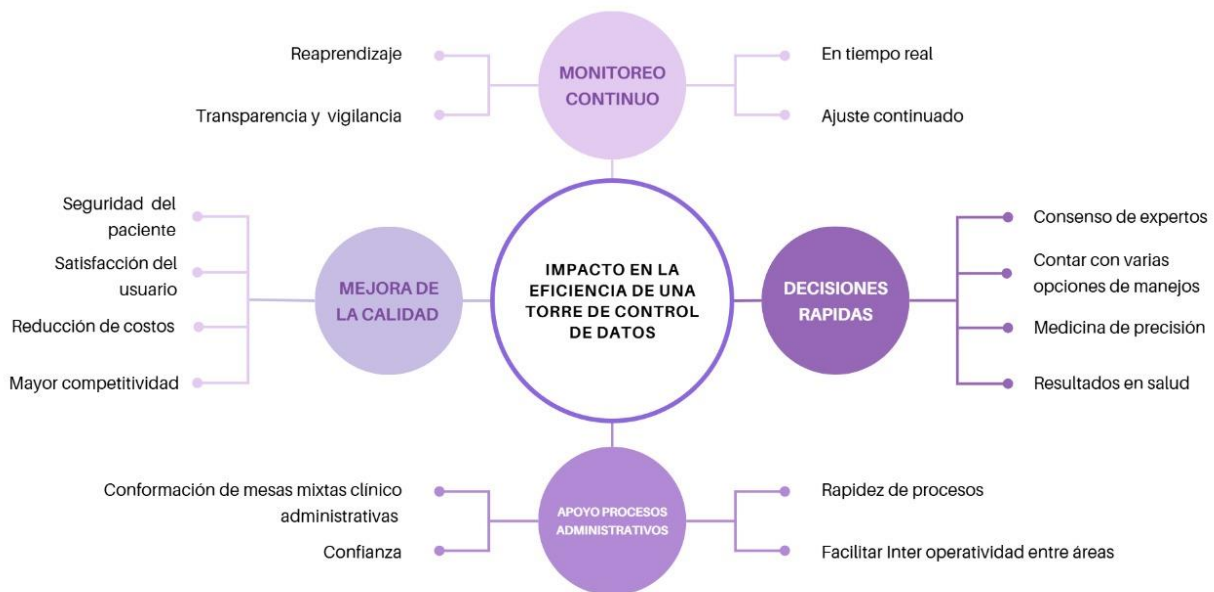 Reaprendizaje
Transparencia y vigilancia
MONITOREO
CONTINUO
En tiempo real
Ajuste continuado
Seguridad del
paciente
Satisfacción del
usuario
Reducción de costos
Mayor competitividad
MEJORA DE
LA CALIDAD
IMPACTO EN LA
EFICIENCIA DE UNA
TORRE DE CONTROL
DE DATOS
DECISIONES
RAPIDAS
Consenso de expertos
Contar con varias
opciones de manejos
Medicina de precisión
Resultados en salud
Conformación de mesas mixtas clínico
administrativas
Confianza
APOYO PROCESOS
ADMINISTRATIVOS
Rapidez de procesos
Facilitar Inter operatividad entre áreas